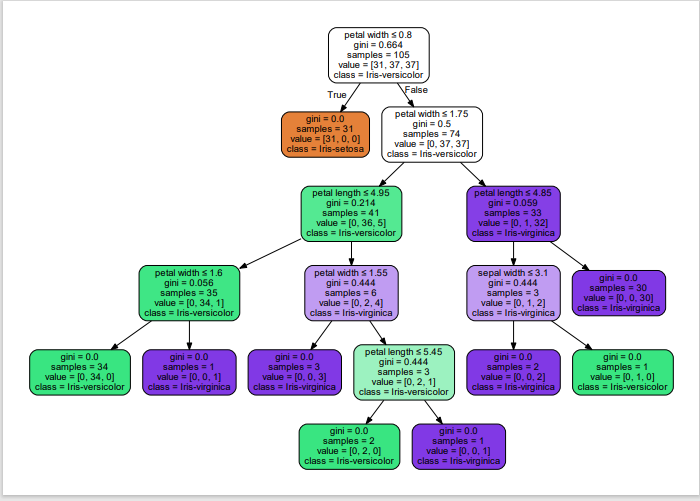 petal width ≤ 0.8
gini = 0.664
samples = 105
value = [31, 37, 37]
class = Iris-versicolor
True
False
gini = 0.0
samples = 31
value = [31, 0, 0]
class = Iris-setosa
petal width ≤ 1.75
gini = 0.5
samples = 74
value = [0, 37, 37]
class = Iris-versicolor
petal length ≤ 4.95
gini = 0.214
samples = 41
value = [0, 36, 5]
class = Iris-versicolor
petal length ≤ 4.85
gini = 0.059
samples = 33
value = [0, 1, 32]
class = Iris-virginica
petal width ≤ 1.6
gini = 0.056
samples = 35
value = [0, 34, 1]
class = Iris-versicolor
petal width ≤ 1.55
gini = 0.444
samples = 6
value = [0, 2, 4]
class = Iris-virginica
sepal width ≤ 3.1
gini = 0.444
samples = 3
value = [0, 1, 2]
class = Iris-virginica
gini = 0.0
samples = 30
value = [0, 0, 30]
class = Iris-virginica
gini = 0.0
samples = 34
value = [0, 34, 0]
class = Iris-versicolor
gini = 0.0
samples = 1
value = [0, 0, 1]
class = Iris-virginica
gini = 0.0
samples = 3
value = [0, 0, 3]
class = Iris-virginica
petal length ≤ 5.45
gini = 0.444
samples = 3
value = [0, 2, 1]
class = Iris-versicolor
gini = 0.0
samples = 2
value = [0, 0, 2]
class = Iris-virginica
gini = 0.0
samples = 1
value = [0, 1, 0]
class = Iris-versicolor
gini = 0.0
samples = 2
value = [0, 2, 0]
class = Iris-versicolor
gini = 0.0
samples = 1
value = [0, 0, 1]
class = Iris-virginica